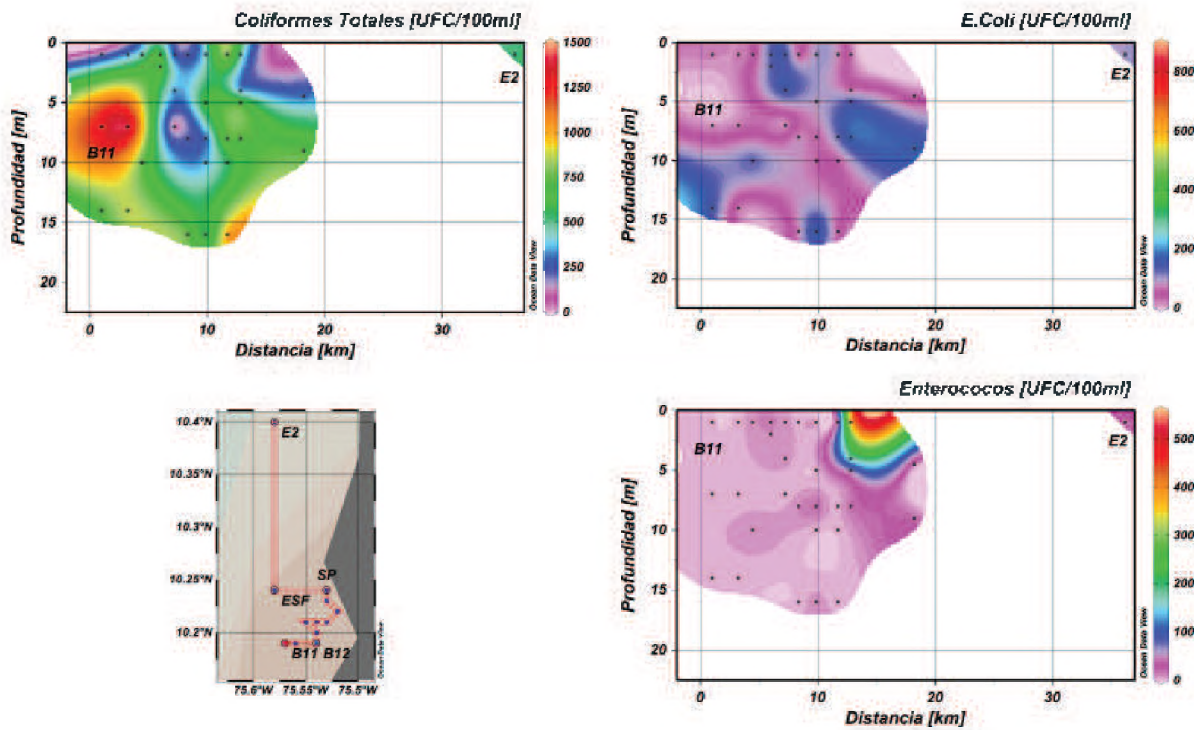 Coliformes Totales [UFC/100ml]
0
5
10
15
20
Profundidad [m]
B11
E2
0
10
20
30
Distancia [km]
1500
1250
1000
750
500
250
0
Ocean Data View
E.Coli [UFC/100ml]
0
5
10
15
20
Profundidad [m]
B11
E2
0
10
20
30
Distancia [km]
800
600
400
200
0
Ocean Data View
10.4°N
10.35°N
10.3°N
10.25°N
10.2°N
E2
SP
ESF
B11 B12
75.6°W 75.55°W 75.5°W
Ocean Data View
Enterococos [UFC/100ml]
0
5
10
15
20
Profundidad [m]
B11
E2
0
10
20
30
Distancia [km]
500
400
300
200
100
0
Ocean Data View